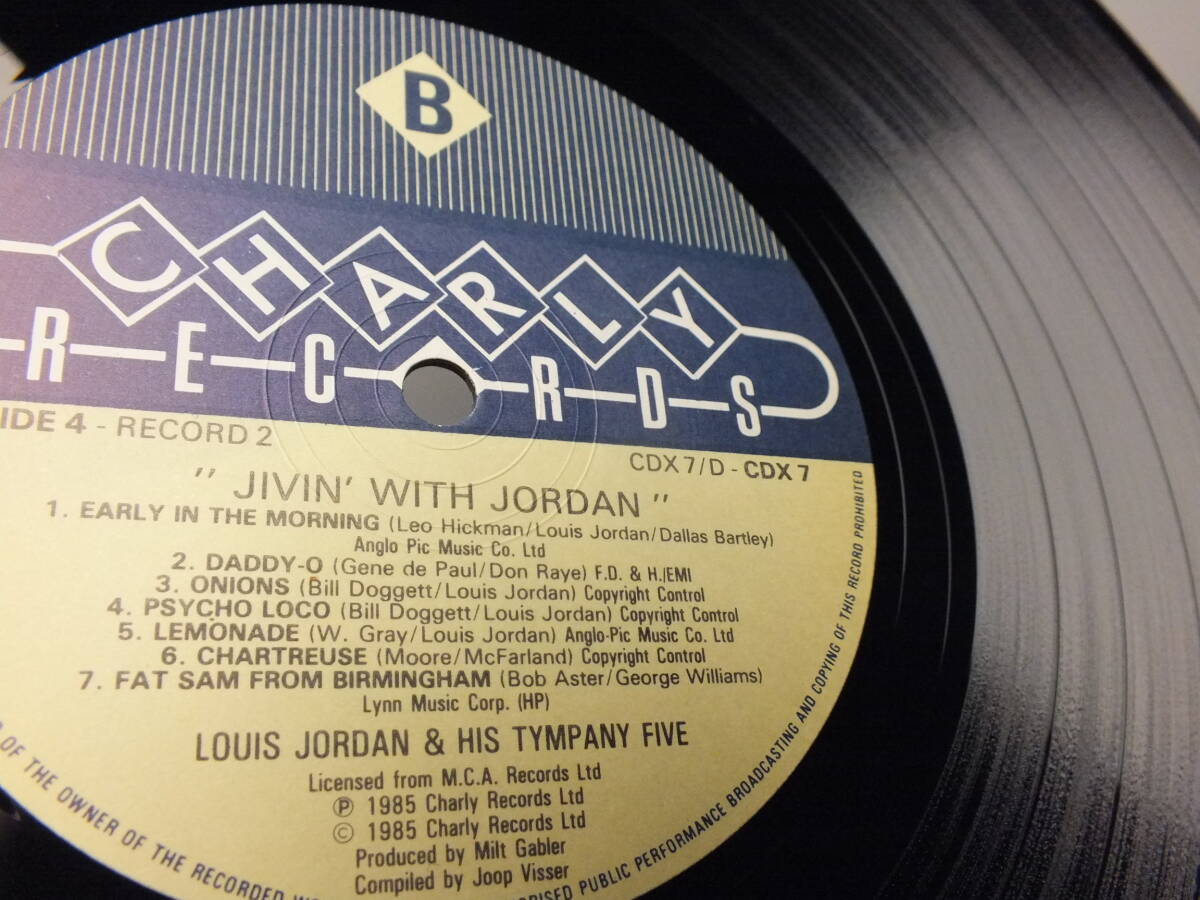 B
CHARLY
RECORDS
IDE 4 - RECORD 2
CDX 7/D - CDX 7
" JIVIN' WITH JORDAN "
1. EARLY IN THE MORNING (Leo Hickman/Louis Jordan/Dallas Bartley)
Anglo Pic Music Co. Ltd
2. DADDY-O (Gene de Paul/Don Raye) F.D. & H./EMI
3. ONIONS (Bill Doggett/Louis Jordan) Copyright Control
4. PSYCHO LOCO (Bill Doggett/Louis Jordan) Copyright Control
5. LEMONADE (W. Gray/Louis Jordan) Anglo-Pic Music Co. Ltd
6. CHARTREUSE (Moore/McFarland) Copyright Control
7. FAT SAM FROM BIRMINGHAM (Bob Aster/George Williams)
Lynn Music Corp. (HP)
LOUIS JORDAN & HIS TYMPANY FIVE
Licensed from M.C.A. Records Ltd
℗ 1985 Charly Records Ltd
© 1985 Charly Records Ltd
Produced by Milt Gabler
Compiled by Joop Visser
OF THE OWNER OF THE RECORDED W
ORISED PUBLIC PERFORMANCE BROADCASTING AND COPYING OF THIS RECORD PROHIBITED